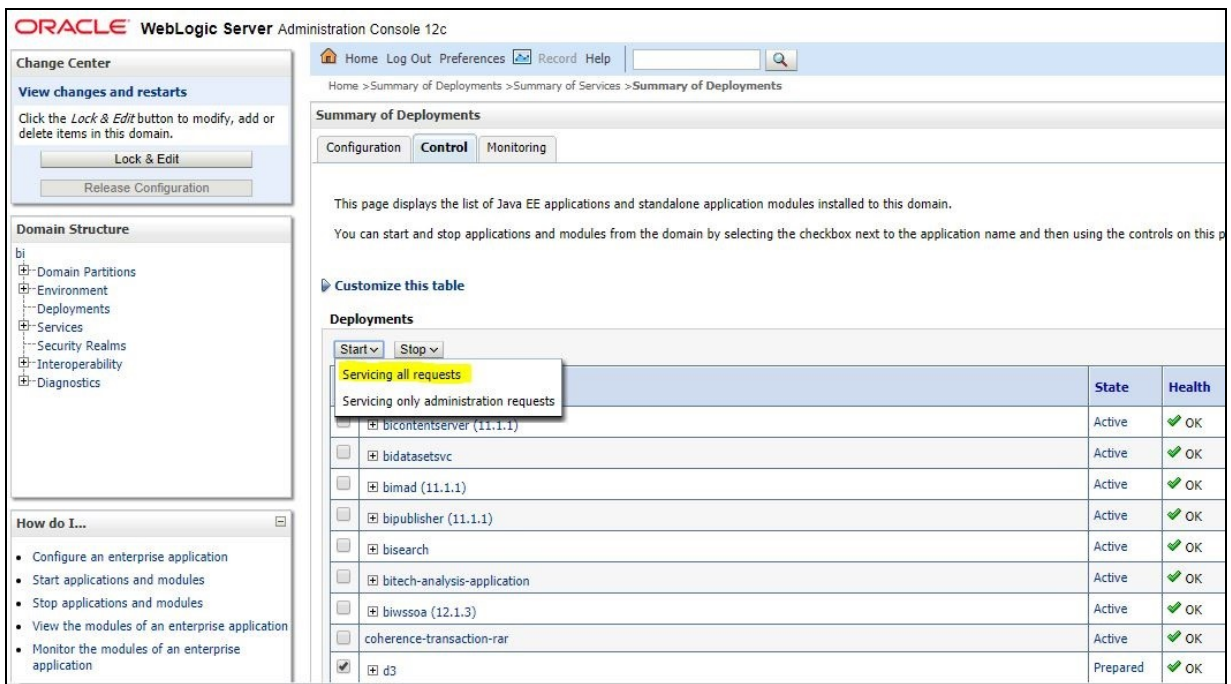 ORACLE WebLogic Server Administration Console 12c
Change Center
View changes and restarts
Click the Lock & Edit button to modify, add or
delete items in this domain.
Lock & Edit
Release Configuration
Domain Structure
bi
Domain Partitions
Environment
Deployments
Services
Security Realms
Interoperability
Diagnostics
How do I...
Configure an enterprise application
Start applications and modules
Stop applications and modules
View the modules of an enterprise application
Monitor the modules of an enterprise
application
Home Log Out Preferences Record Help
Home >Summary of Deployments >Summary of Services >Summary of Deployments
Summary of Deployments
Configuration Control Monitoring
This page displays the list of Java EE applications and standalone application modules installed to this domain.
You can start and stop applications and modules from the domain by selecting the checkbox next to the application name and then using the controls on this p
Customize this table
Deployments
Start Stop
Servicing all requests
Servicing only administration requests
State Health
bicontentserver (11.1.1) Active OK
bidatasetsvc Active OK
bimad (11.1.1) Active OK
bipublisher (11.1.1) Active OK
bisearch Active OK
bitech-analysis-application Active OK
biwssoa (12.1.3) Active OK
coherence-transaction-rar Active OK
d3 Prepared OK